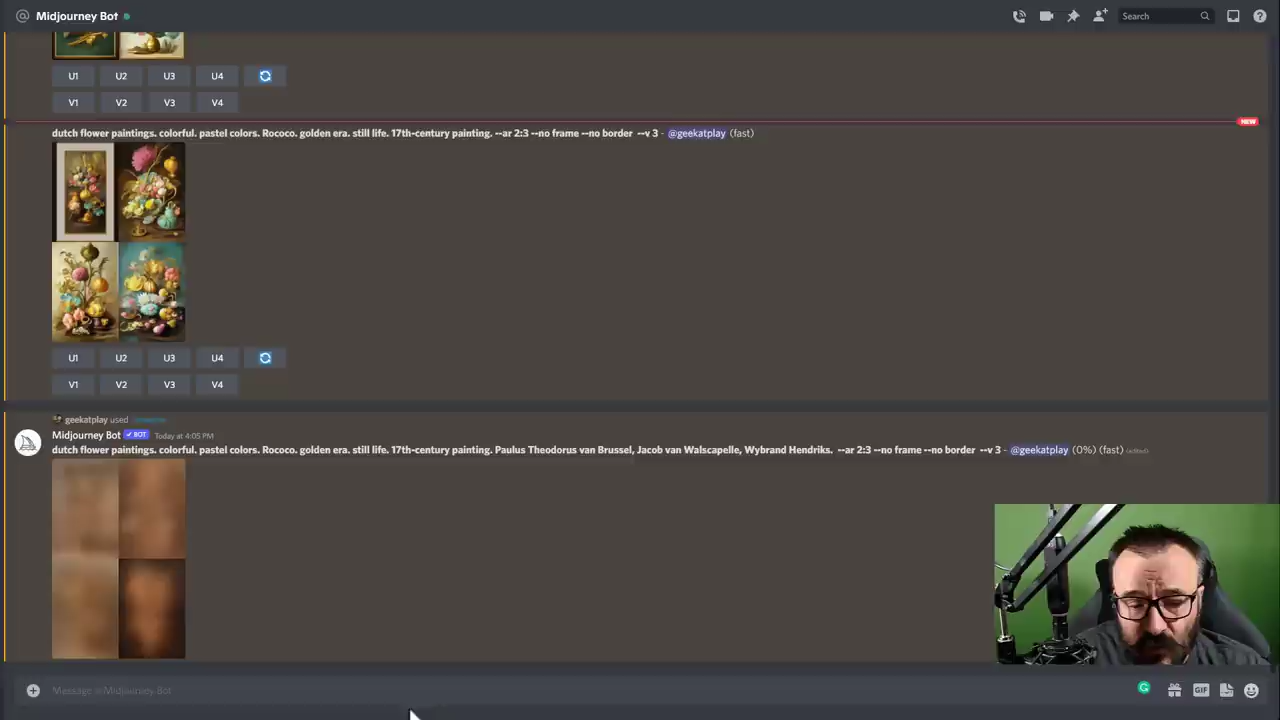 Midjourney Bot
Search
U1 U2 U3 U4
V1 V2 V3 V4
NEW
dutch flower paintings. colorful. pastel colors. Rococo. golden era. still life. 17th-century painting. --ar 2:3 --no frame --no border --v 3 - @geekatplay (fast)
U1 U2 U3 U4
V1 V2 V3 V4
geekatplay used
Midjourney Bot ✓ BOT Today at 4:05 PM
dutch flower paintings. colorful. pastel colors. Rococo. golden era. still life. 17th-century painting. Paulus Theodorus van Brussel, Jacob van Walscapelle, Wybrand Hendriks. --ar 2:3 --no frame --no border --v 3 - @geekatplay (0%) (fast) (edited)
Message @Midjourney Bot
GIF